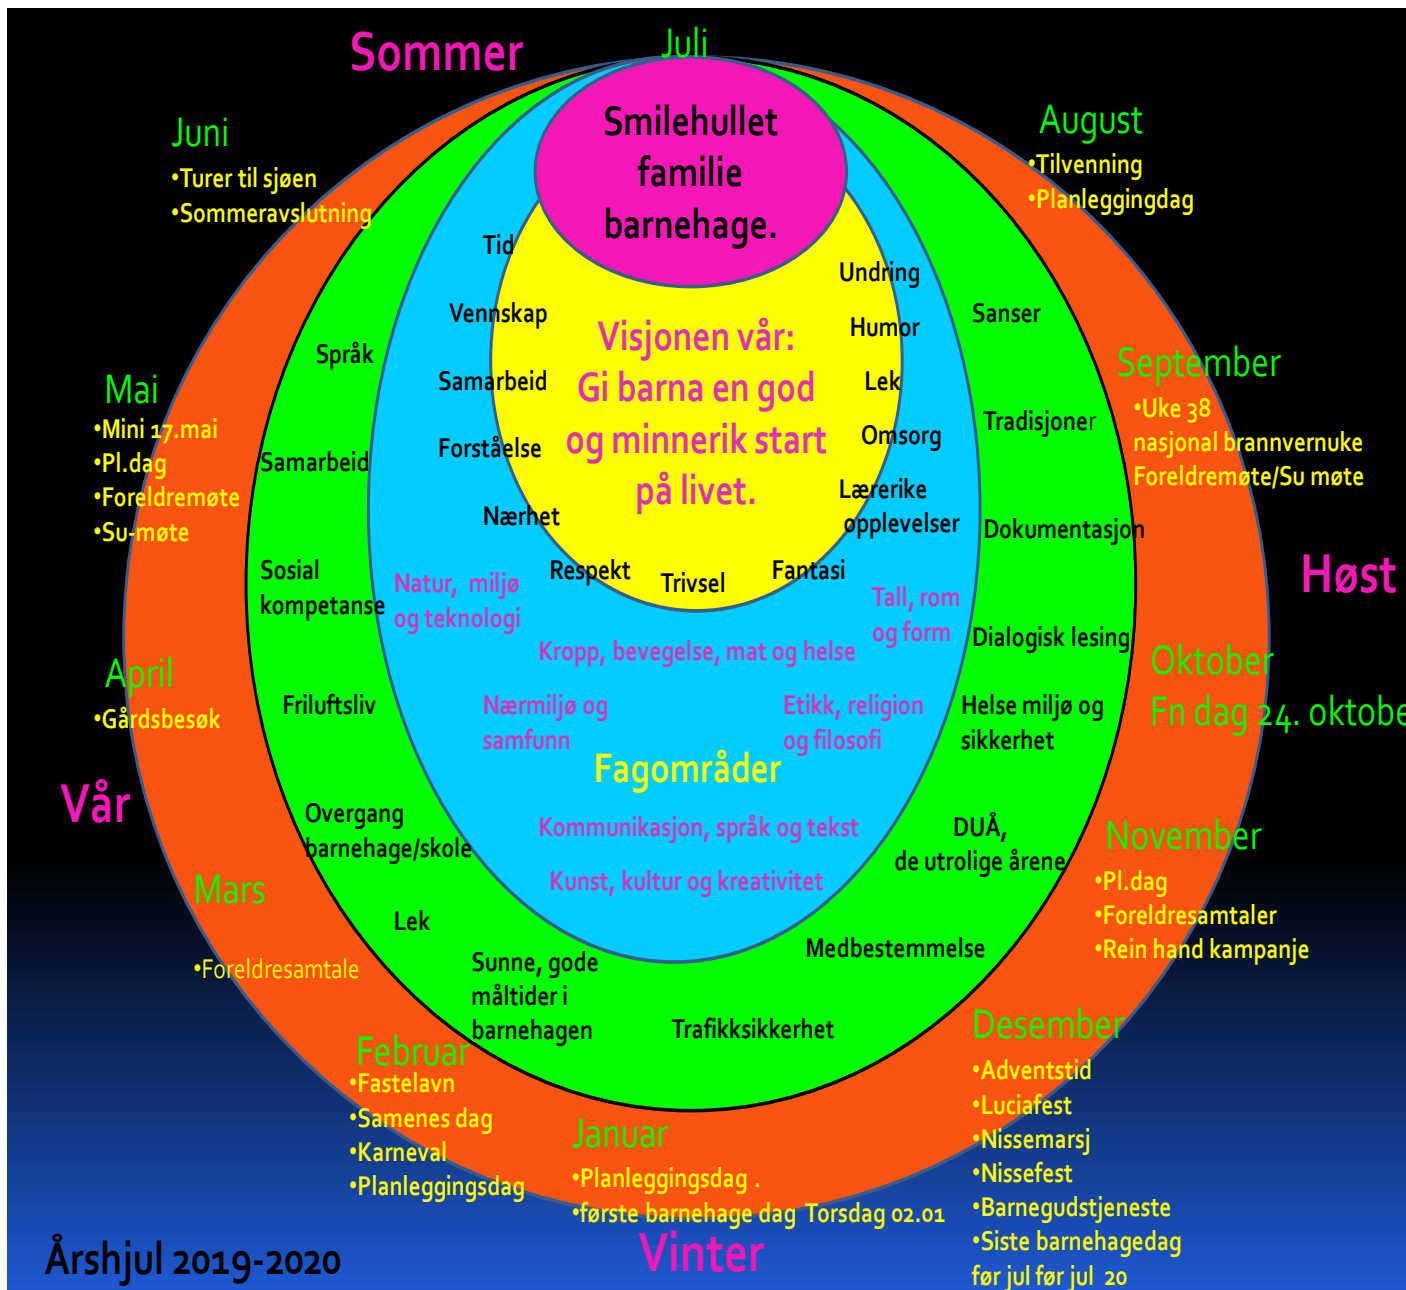 Sommer
Juli
Smilehullet
familie
barnehage.
Juni
•Turer til sjøen
•Sommeravslutning
August
•Tilvenning
•Planleggingdag
Tid
Vennskap
Samarbeid
Forståelse
Nærhet
Respekt
Trivsel
Fantasi
Undring
Humor
Lek
Omsorg
Lærerike
opplevelser
Visjonen vår:
Gi barna en god
og minnerik start
på livet.
Språk
Samarbeid
Sosial
kompetanse
Friluftsliv
Overgang
barnehage/skole
Lek
Sunne, gode
måltider i
barnehagen
Trafikksikkerhet
Medbestemmelse
DUÅ,
de utrolige årene
Helse miljø og
sikkerhet
Dialogisk lesing
Dokumentasjon
Tradisjoner
Sanser
Natur, miljø
og teknologi
Tall, rom
og form
Kropp, bevegelse, mat og helse
Nærmiljø og
samfunn
Etikk, religion
og filosofi
Fagområder
Kommunikasjon, språk og tekst
Kunst, kultur og kreativitet
September
•Uke 38
nasjonal brannvernuke
Foreldremøte/Su møte
Høst
Oktober
Fn dag 24. oktobe
November
•Pl.dag
•Foreldresamtaler
•Rein hand kampanje
Desember
•Adventstid
•Luciafest
•Nissemarsj
•Nissefest
•Barnegudstjeneste
•Siste barnehagedag
før jul før jul 20
Januar
•Planleggingsdag .
•første barnehage dag Torsdag 02.01
Vinter
Februar
•Fastelavn
•Samenes dag
•Karneval
•Planleggingsdag
Mars
•Foreldresamtale
Vår
April
•Gårdsbesøk
Mai
•Mini 17.mai
•Pl.dag
•Foreldremøte
•Su-møte
Årshjul 2019-2020